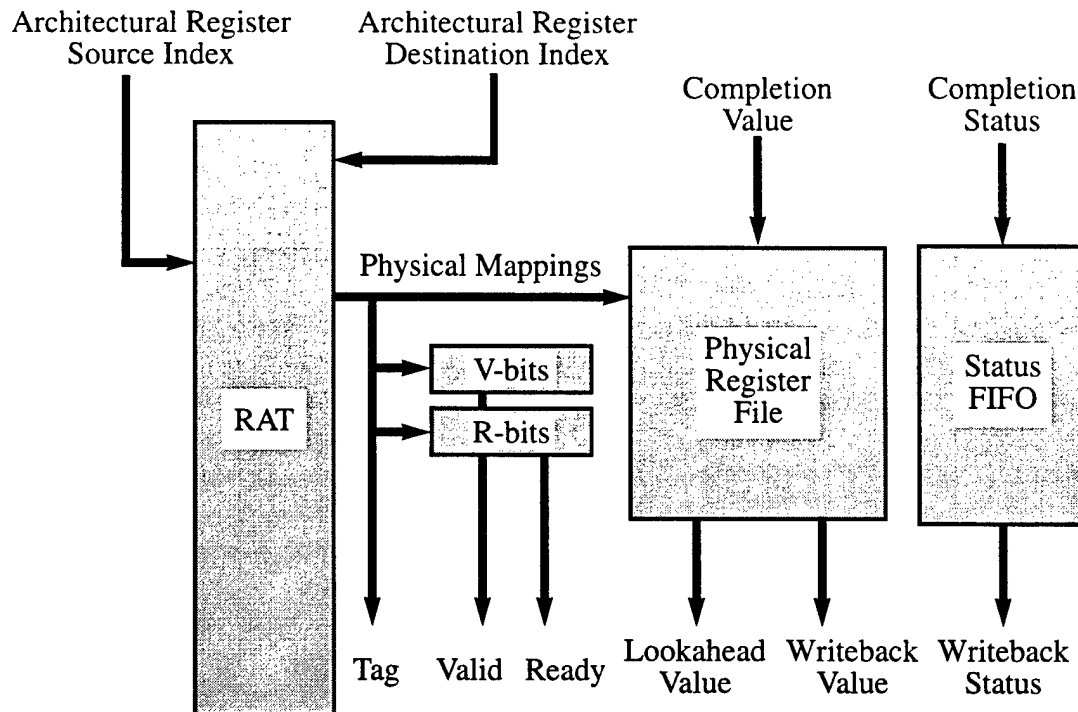 Architectural Register
Source Index
Architectural Register
Destination Index
Completion
Value
Completion
Status
Physical Mappings
V-bits
R-bits
RAT
Physical
Register
File
Status
FIFO
Tag
Valid
Ready
Lookahead
Value
Writeback
Value
Writeback
Status